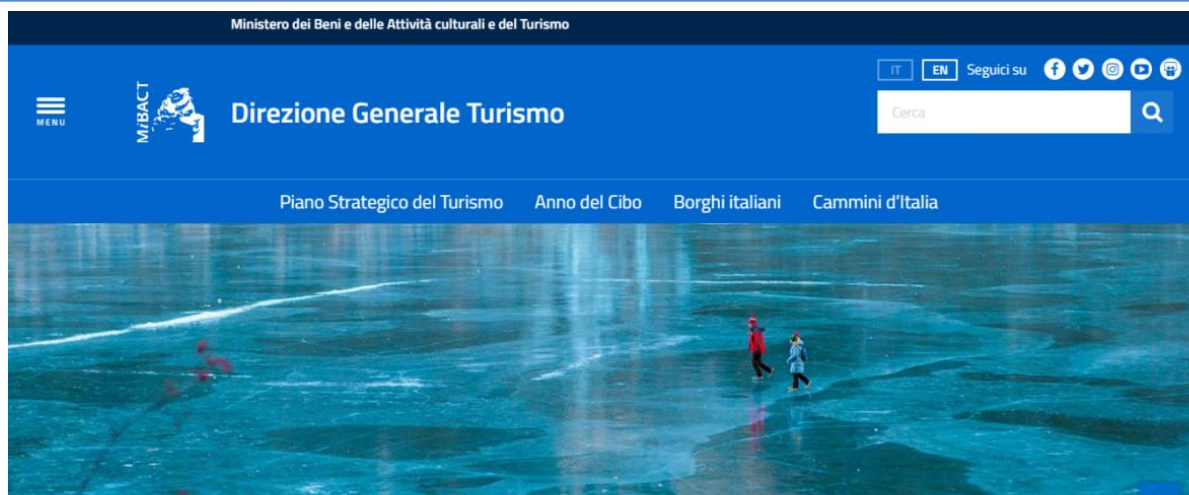 Ministero dei Beni e delle Attività culturali e del Turismo
IT EN Seguici su
MENU
MiBACT
Direzione Generale Turismo
Cerca
Piano Strategico del Turismo Anno del Cibo Borghi italiani Cammini d'Italia